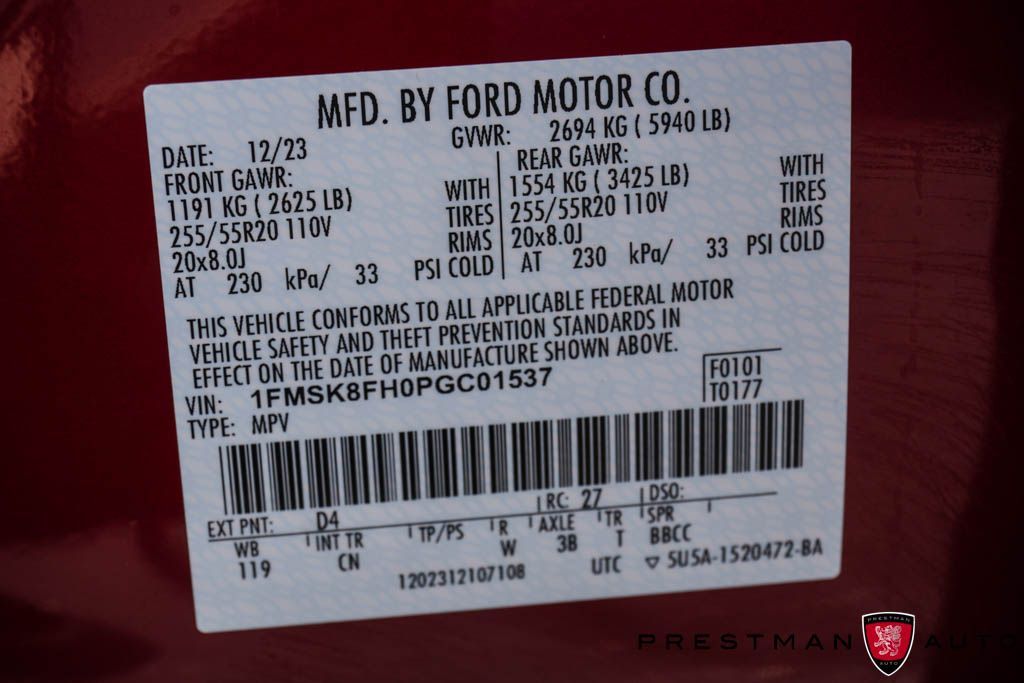 MFD. BY FORD MOTOR CO.
DATE: 12/23
GVWR: 2694 KG ( 5940 LB)
FRONT GAWR:
1191 KG ( 2625 LB) WITH
255/55R20 110V TIRES
20x8.0J RIMS
AT 230 kPa/ 33 PSI COLD
REAR GAWR:
1554 KG ( 3425 LB) WITH
255/55R20 110V TIRES
20x8.0J RIMS
AT 230 kPa/ 33 PSI COLD
THIS VEHICLE CONFORMS TO ALL APPLICABLE FEDERAL MOTOR
VEHICLE SAFETY AND THEFT PREVENTION STANDARDS IN
EFFECT ON THE DATE OF MANUFACTURE SHOWN ABOVE.
VIN: 1FMSK8FH0PGC01537
TYPE: MPV
F0101
T0177
EXT PNT: D4 RC: 27 DSO:
WB INT TR TP/PS R AXLE TR SPR
119 CN W 3B T BBCC
1202312107108 UTC ▽ 5U5A-1520472-BA
PRESTMAN AUTO
PRESTMAN
AUTO